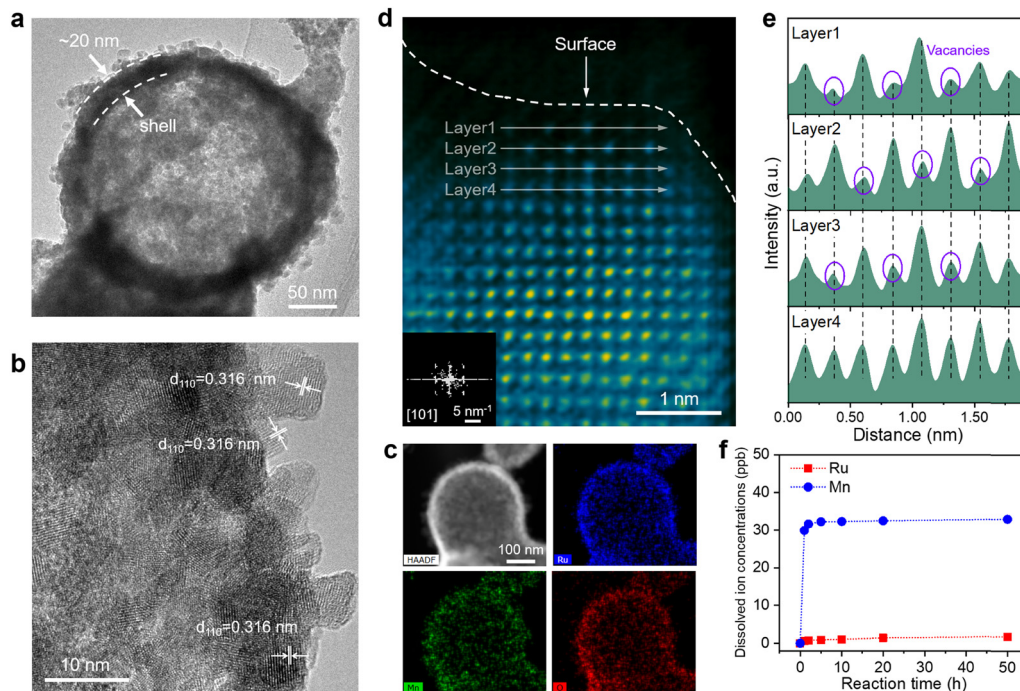 a
~20 nm
shell
50 nm
b
d110=0.316 nm
d110=0.316 nm
d110=0.316 nm
10 nm
d
Surface
Layer1
Layer2
Layer3
Layer4
[101]
5 nm-1
1 nm
c
HAADF
100 nm
Ru
Mn
O
e
Layer1
Vacancies
Layer2
Layer3
Layer4
Intensity (a.u.)
0.00 0.50 1.00 1.50
Distance (nm)
f
Ru
Mn
Dissolved ion concentrations (ppb)
50
40
30
20
10
0
0 10 20 30 40 50
Reaction time (h)